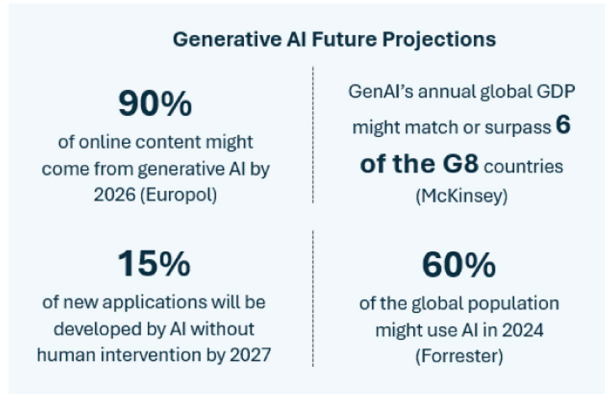 Generative AI Future Projections
90%
of online content might
come from generative AI by
2026 (Europol)
GenAI’s annual global GDP
might match or surpass 6
of the G8 countries
(McKinsey)
15%
of new applications will be
developed by AI without
human intervention by 2027
60%
of the global population
might use AI in 2024
(Forrester)